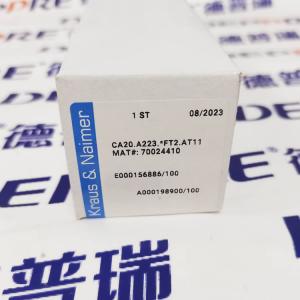 Kraus & Naimer
1 ST 08/2023
CA20.A223.*FT2.AT11
MAT#: 70024410
E000156886/100
A000198900/100
德普瑞